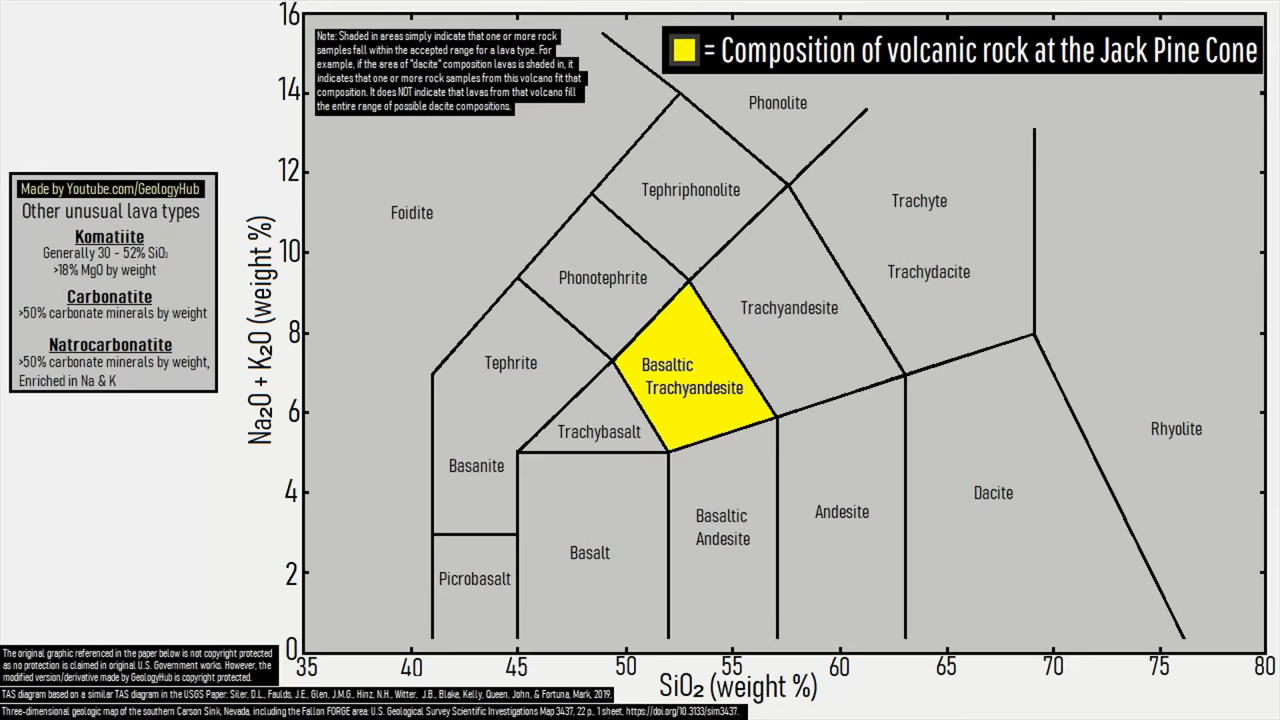 Note: Shaded in areas simply indicate that one or more rock
samples fall within the accepted range for a lava type. For
example, if the area of "dacite" composition lavas is shaded in, it
indicates that one or more rock samples from this volcano fit that
composition. It does NOT indicate that lavas from that volcano fill
the entire range of possible dacite compositions.
= Composition of volcanic rock at the Jack Pine Cone
Made by Youtube.com/GeologyHub
Other unusual lava types
Komatiite
Generally 30 - 52% SiO₂
>18% MgO by weight
Carbonatite
>50% carbonate minerals by weight
Natrocarbonatite
>50% carbonate minerals by weight,
Enriched in Na & K
Na₂O + K₂O (weight %)
16
14
12
10
8
6
4
2
0
Phonolite
Tephriphonolite
Trachyte
Foidite
Trachydacite
Phonotephrite
Trachyandesite
Tephrite
Basaltic
Trachyandesite
Trachybasalt
Rhyolite
Basanite
Dacite
Basaltic
Andesite
Andesite
Basalt
Picrobasalt
35 40 45 50 55 60 65 70 75 80
SiO₂ (weight %)
The original graphic referenced in the paper below is not copyright protected
as no protection is claimed in original U.S. Government works. However, the
modified version/derivative made by GeologyHub is copyright protected.
TAS diagram based on a similar TAS diagram in the USGS Paper: Siler, D.L., Faulds, J.E., Glen, J.M.G., Hinz, N.H., Witter, J.B., Blake, Kelly, Queen, John, & Fortuna, Mark, 2019,
Three-dimensional geologic map of the southern Carson Sink, Nevada, including the Fallon FORGE area: U.S. Geological Survey Scientific Investigations Map 3437, 22 p., 1 sheet, https://doi.org/10.3133/sim3437.